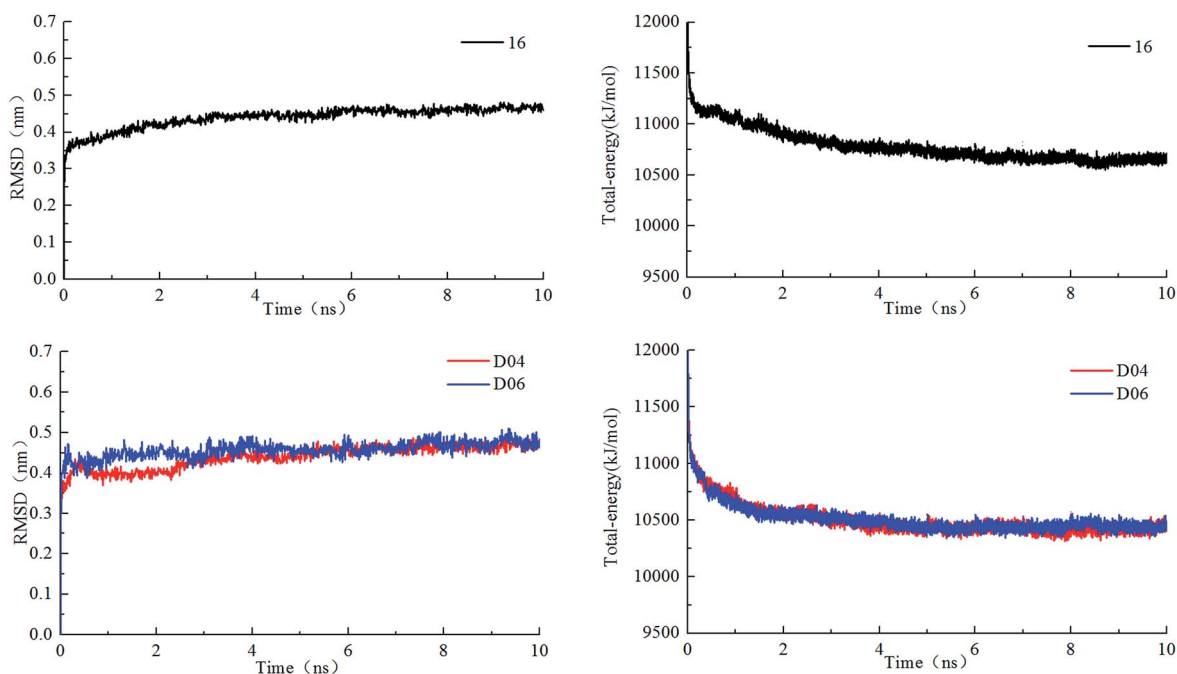 16
RMSD（nm）
0.7
0.6
0.5
0.4
0.3
0.2
0.1
0.0
0 2 4 6 8 10
Time（ns）
16
Total-energy(kJ/mol)
12000
11500
11000
10500
10000
9500
0 2 4 6 8 10
Time（ns）
D04
D06
RMSD（nm）
0.7
0.6
0.5
0.4
0.3
0.2
0.1
0.0
0 2 4 6 8 10
Time（ns）
D04
D06
Total-energy(kJ/mol)
12000
11500
11000
10500
10000
9500
0 2 4 6 8 10
Time（ns）